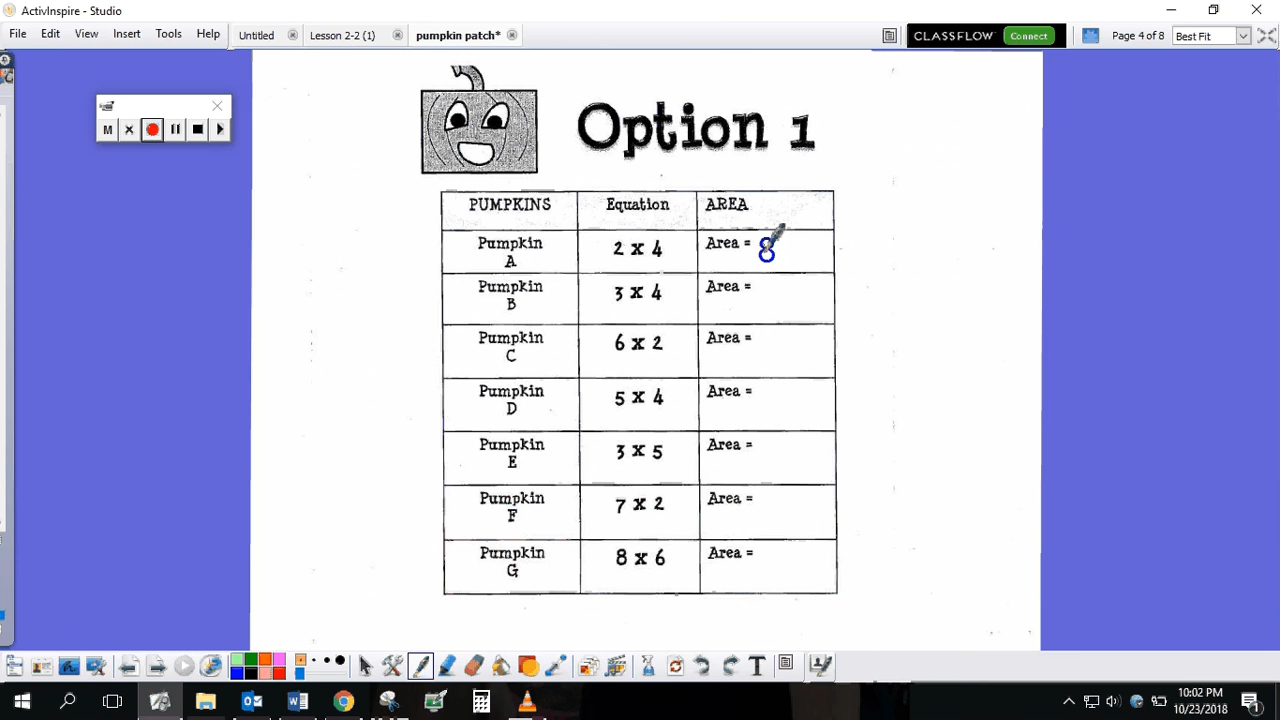 ActivInspire - Studio
File Edit View Insert Tools Help Untitled Lesson 2-2 (1) pumpkin patch* CLASSFLOW Connect Page 4 of 8 Best Fit
M
Option 1
PUMPKINS Equation AREA
Pumpkin A 2 x 4 Area = 8
Pumpkin B 3 x 4 Area =
Pumpkin C 6 x 2 Area =
Pumpkin D 5 x 4 Area =
Pumpkin E 3 x 5 Area =
Pumpkin F 7 x 2 Area =
Pumpkin G 8 x 6 Area =
T
10:02 PM
10/23/2018
1